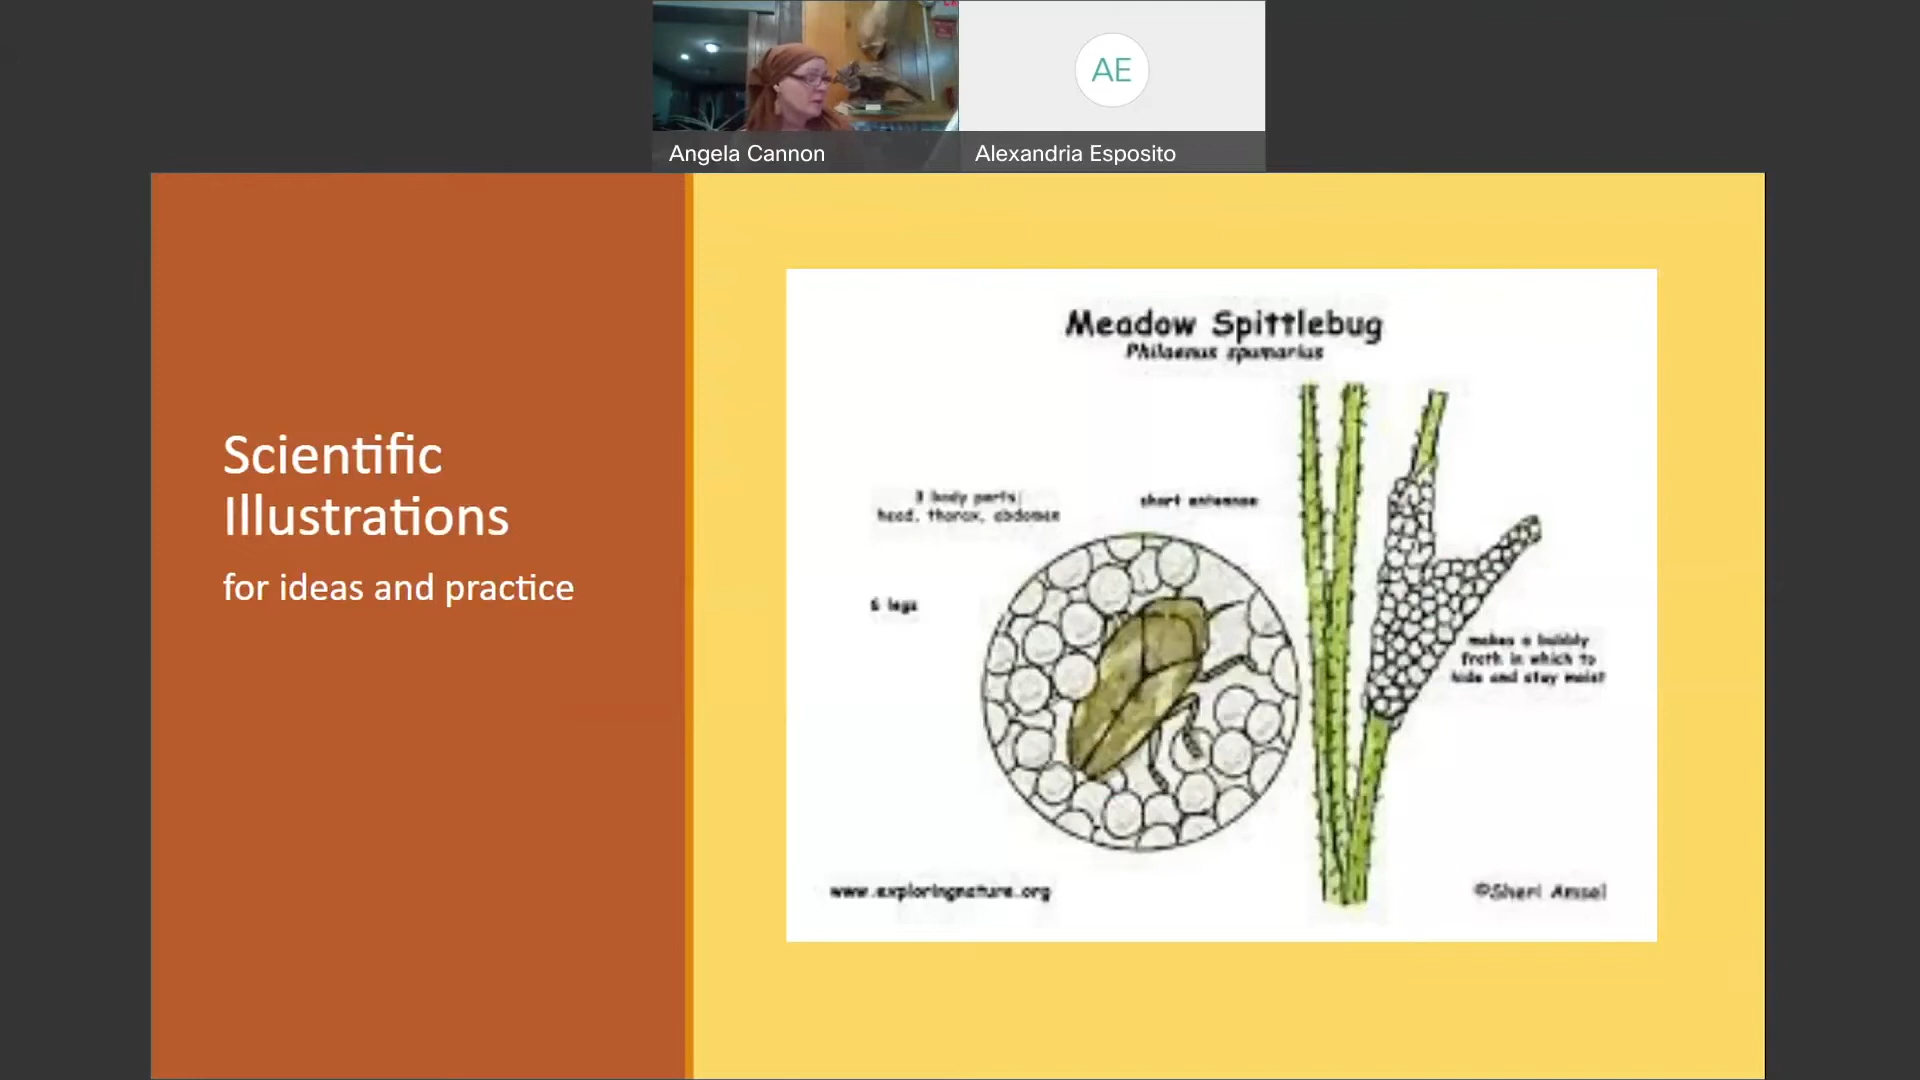 AE
Angela Cannon
Alexandria Esposito
Scientific
Illustrations
for ideas and practice
Meadow Spittlebug
Philaenus spumarius
3 body parts:
head, thorax, abdomen
short antennae
6 legs
makes a bubbly
froth in which to
hide and stay moist
www.exploringnature.org
©Sheri Amsel